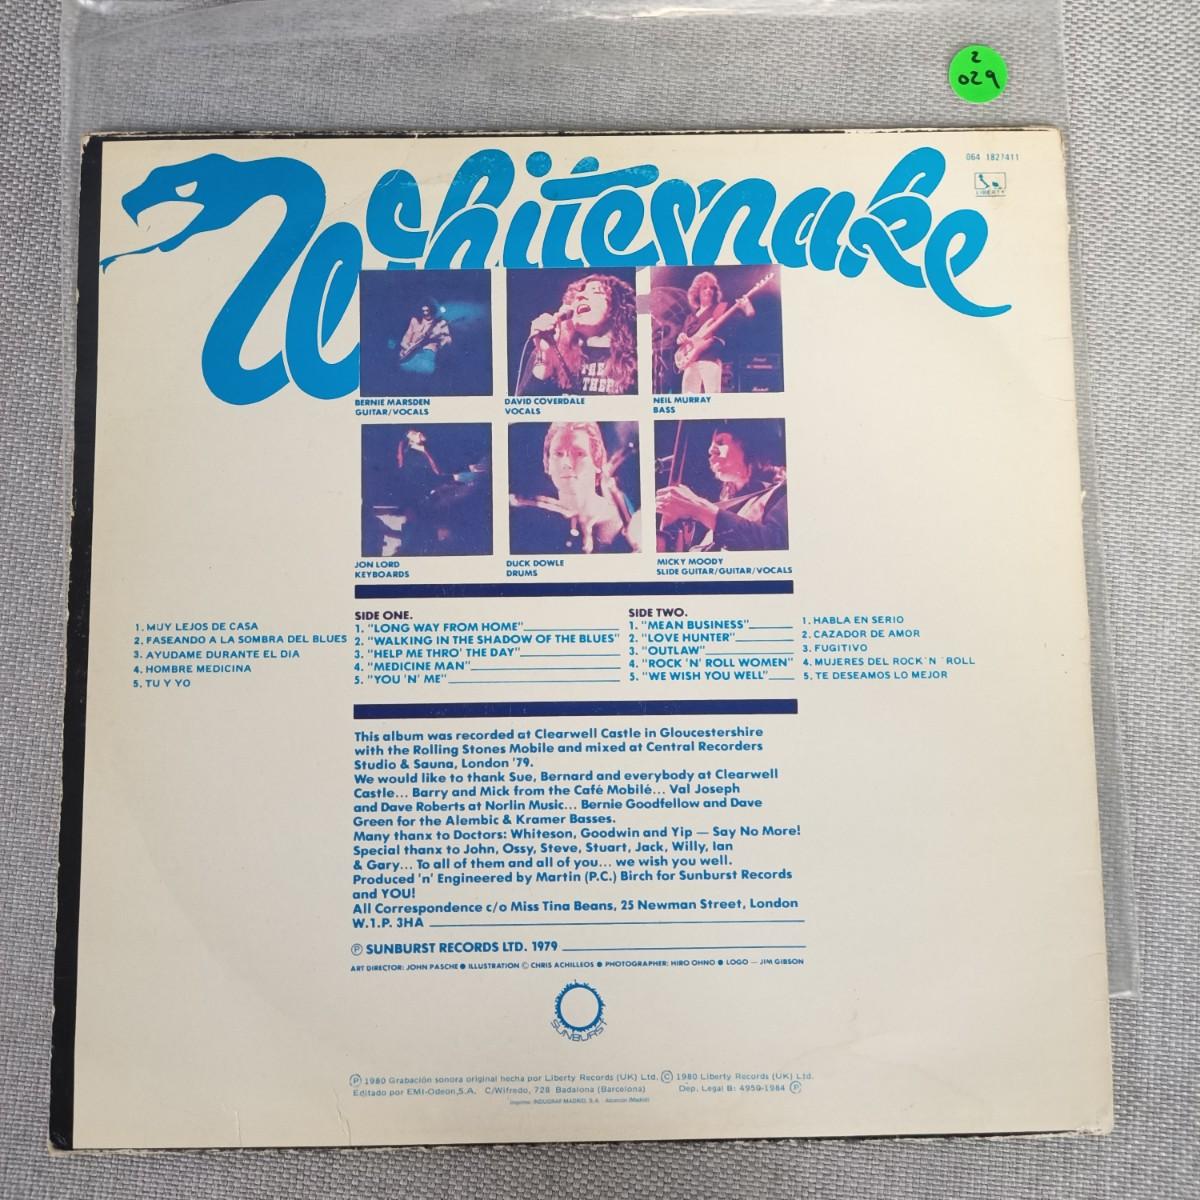 2
029
064 1827411
LIBERTY
Whitesnake
THE
THER
BERNIE MARSDEN
GUITAR/VOCALS
DAVID COVERDALE
VOCALS
NEIL MURRAY
BASS
JON LORD
KEYBOARDS
DUCK DOWLE
DRUMS
MICKY MOODY
SLIDE GUITAR/GUITAR/VOCALS
1. MUY LEJOS DE CASA
2. PASEANDO A LA SOMBRA DEL BLUES
3. AYUDAME DURANTE EL DIA
4. HOMBRE MEDICINA
5. TU Y YO
SIDE ONE.
1. "LONG WAY FROM HOME"
2. "WALKING IN THE SHADOW OF THE BLUES"
3. "HELP ME THRO' THE DAY"
4. "MEDICINE MAN"
5. "YOU 'N' ME"
SIDE TWO.
1. "MEAN BUSINESS"
2. "LOVE HUNTER"
3. "OUTLAW"
4. "ROCK 'N' ROLL WOMEN"
5. "WE WISH YOU WELL"
1. HABLA EN SERIO
2. CAZADOR DE AMOR
3. FUGITIVO
4. MUJERES DEL ROCK`N´ROLL
5. TE DESEAMOS LO MEJOR
This album was recorded at Clearwell Castle in Gloucestershire
with the Rolling Stones Mobile and mixed at Central Recorders
Studio & Sauna, London '79.
We would like to thank Sue, Bernard and everybody at Clearwell
Castle... Barry and Mick from the Café Mobilé... Val Joseph
and Dave Roberts at Norlin Music... Bernie Goodfellow and Dave
Green for the Alembic & Kramer Basses.
Many thanx to Doctors: Whiteson, Goodwin and Yip — Say No More!
Special thanx to John, Ossy, Steve, Stuart, Jack, Willy, Ian
& Gary... To all of them and all of you... we wish you well.
Produced 'n' Engineered by Martin (P.C.) Birch for Sunburst Records
and YOU!
All Correspondence c/o Miss Tina Beans, 25 Newman Street, London
W.1.P. 3HA
Ⓟ SUNBURST RECORDS LTD. 1979
ART DIRECTOR: JOHN PASCHE ● ILLUSTRATION © CHRIS ACHILLEOS ● PHOTOGRAPHER: HIRO OHNO ● LOGO — JIM GIBSON
SUNBURST
Ⓟ 1980 Grabación sonora original hecha por Liberty Records (UK) Ltd. © 1980 Liberty Records (UK) Ltd.
Editado por EMI-Odeon,S.A. C/Wifredo, 728 Badalona (Barcelona) Dep. Legal B: 4959-1984 Ⓟ
Imprime: INDUGRAF MADRID, S.A. - Alcorcón (Madrid)